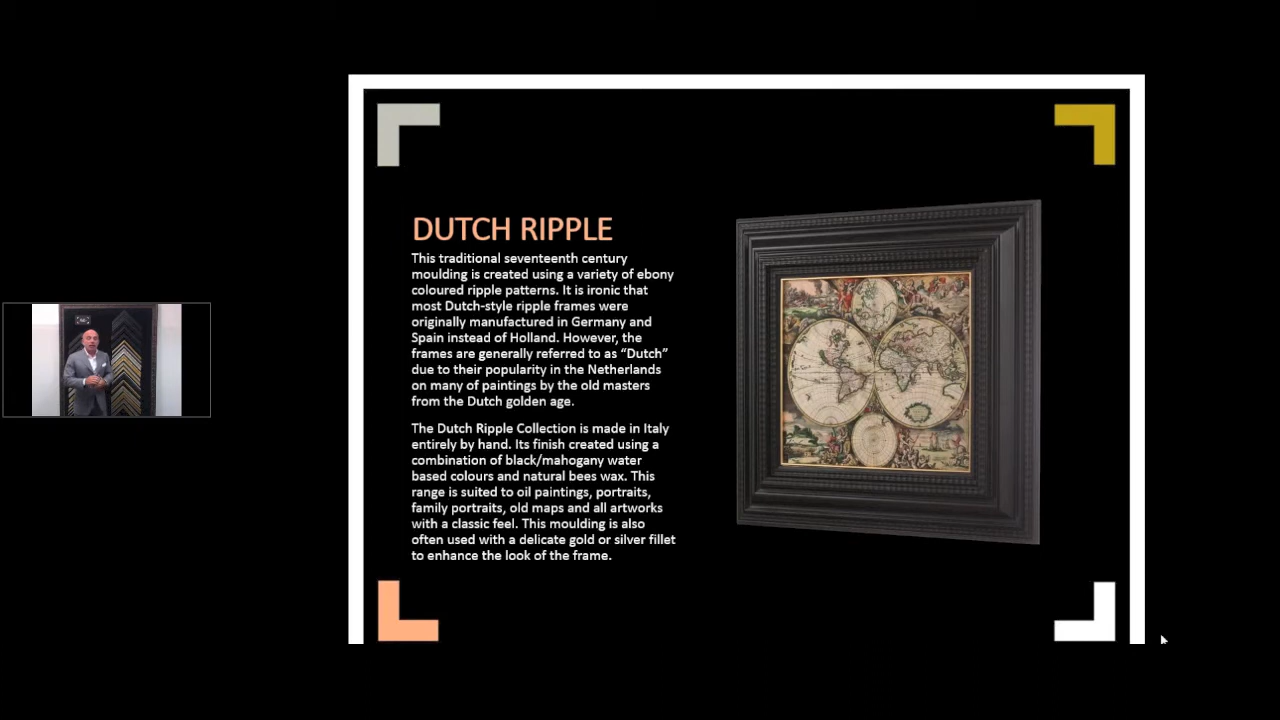 DUTCH RIPPLE
This traditional seventeenth century
moulding is created using a variety of ebony
coloured ripple patterns. It is ironic that
most Dutch-style ripple frames were
originally manufactured in Germany and
Spain instead of Holland. However, the
frames are generally referred to as “Dutch”
due to their popularity in the Netherlands
on many of paintings by the old masters
from the Dutch golden age.
The Dutch Ripple Collection is made in Italy
entirely by hand. Its finish created using a
combination of black/mahogany water
based colours and natural bees wax. This
range is suited to oil paintings, portraits,
family portraits, old maps and all artworks
with a classic feel. This moulding is also
often used with a delicate gold or silver fillet
to enhance the look of the frame.